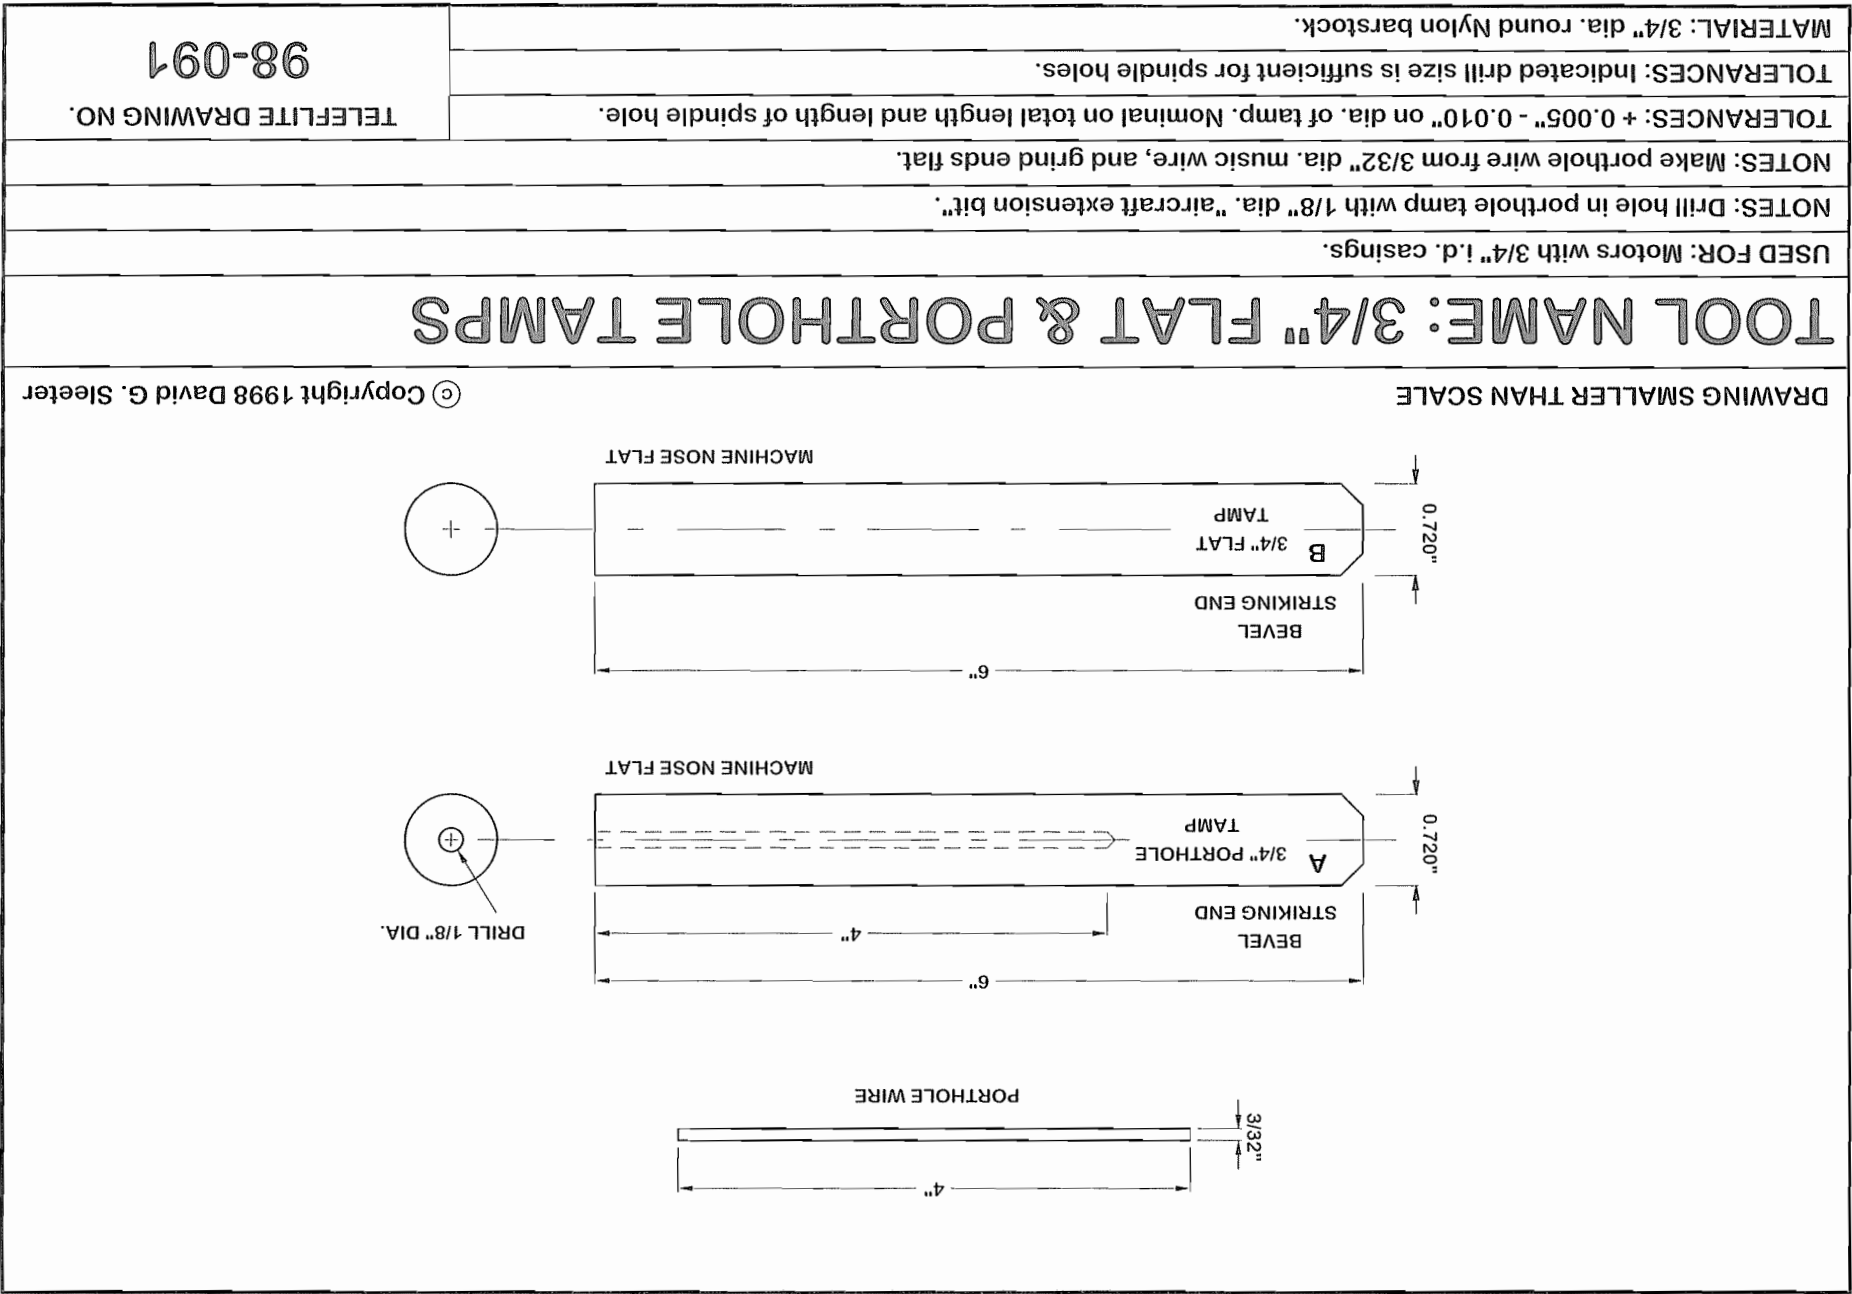 4"
3/32"
PORTHOLE WIRE
6"
BEVEL
STRIKING END
4"
DRILL 1/8" DIA.
0.720"
A
3/4" PORTHOLE
TAMP
MACHINE NOSE FLAT
6"
BEVEL
STRIKING END
0.720"
B
3/4" FLAT
TAMP
MACHINE NOSE FLAT
DRAWING SMALLER THAN SCALE
© Copyright 1998 David G. Sleeter
TOOL NAME: 3/4" FLAT & PORTHOLE TAMPS
USED FOR: Motors with 3/4" i.d. casings.
NOTES: Drill hole in porthole tamp with 1/8" dia. "aircraft extension bit".
NOTES: Make porthole wire from 3/32" dia. music wire, and grind ends flat.
TOLERANCES: + 0.005" - 0.010" on dia. of tamp. Nominal on total length and length of spindle hole.
TOLERANCES: Indicated drill size is sufficient for spindle holes.
MATERIAL: 3/4" dia. round Nylon barstock.
TELEFLITE DRAWING NO.
98-091